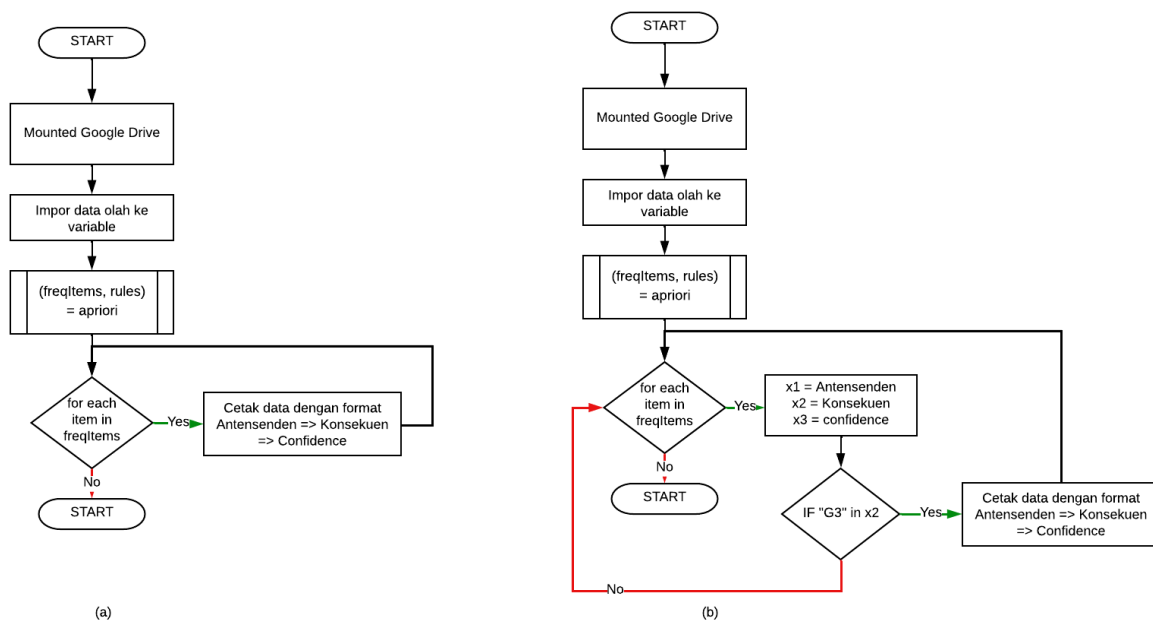 START
Mounted Google Drive
Impor data olah ke
variable
(freqItems, rules)
= apriori
for each
item in
freqItems
Yes
Cetak data dengan format
Antensenden => Konsekuen
=> Confidence
No
START
(a)
START
Mounted Google Drive
Impor data olah ke
variable
(freqItems, rules)
= apriori
for each
item in
freqItems
Yes
x1 = Antensenden
x2 = Konsekuen
x3 = confidence
No
START
IF "G3" in x2
Yes
Cetak data dengan format
Antensenden => Konsekuen
=> Confidence
No
(b)